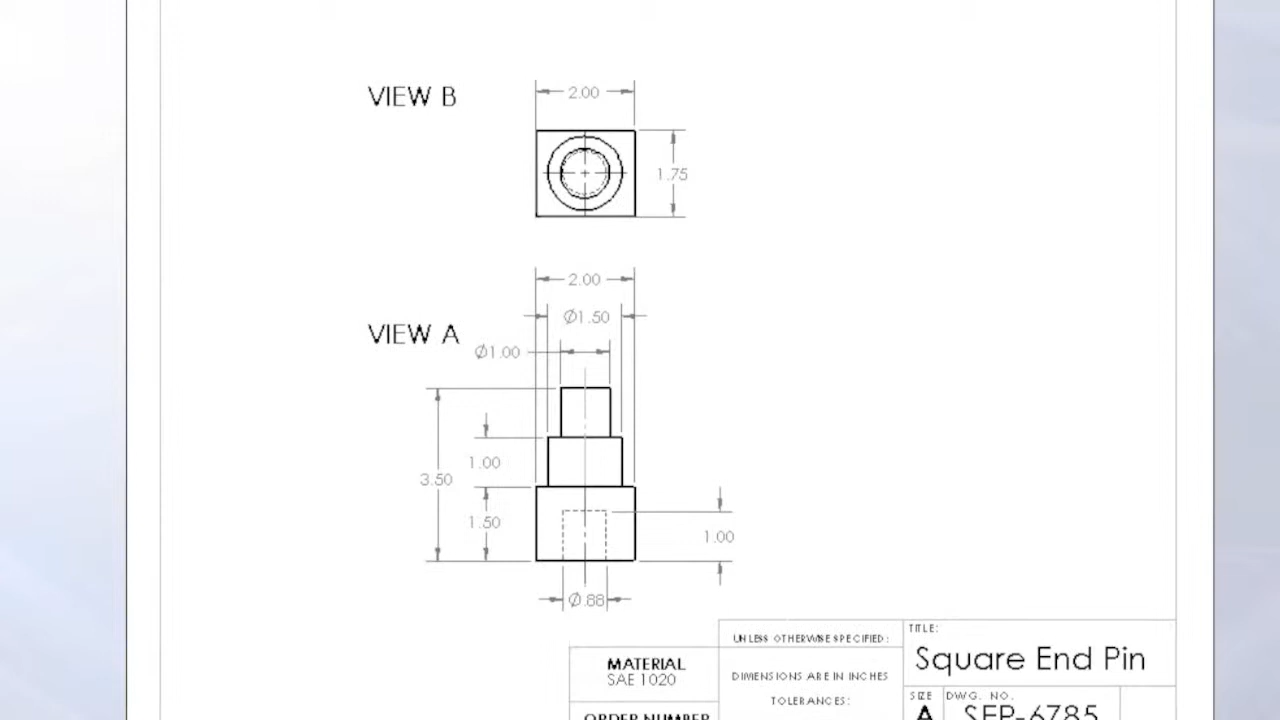 VIEW B
2.00
1.75
2.00
Ø1.50
VIEW A
Ø1.00
1.00
3.50
1.50
1.00
Ø.88
UNLESS OTHERWISE SPECIFIED:
TITLE:
Square End Pin
MATERIAL
SAE 1020
DIMENSIONS ARE IN INCHES
TOLERANCES:
SIZE
DWG. NO.
A
SEP-6785
ORDER NUMBER